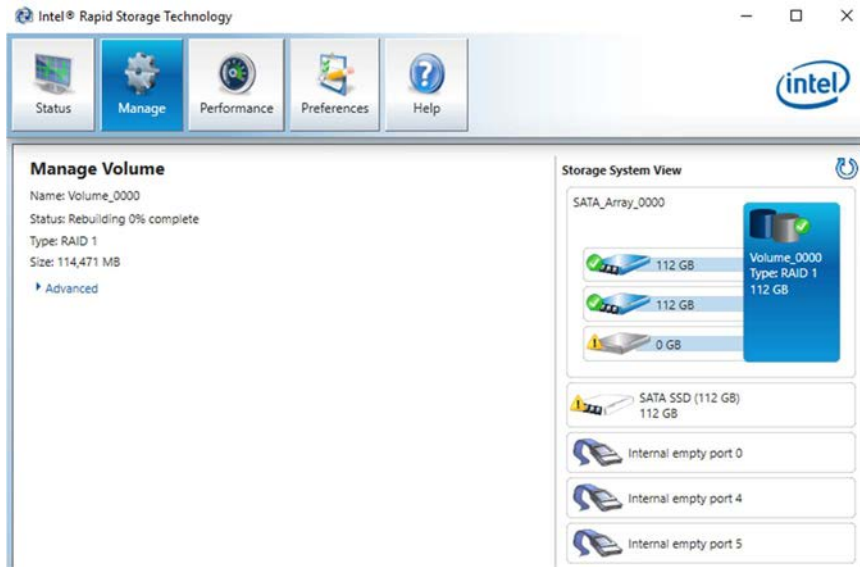 Intel® Rapid Storage Technology
Status
Manage
Performance
Preferences
Help
intel
Manage Volume
Name: Volume_0000
Status: Rebuilding 0% complete
Type: RAID 1
Size: 114,471 MB
Advanced
Storage System View
SATA_Array_0000
112 GB
112 GB
0 GB
Volume_0000
Type: RAID 1
112 GB
SATA SSD (112 GB)
112 GB
Internal empty port 0
Internal empty port 4
Internal empty port 5